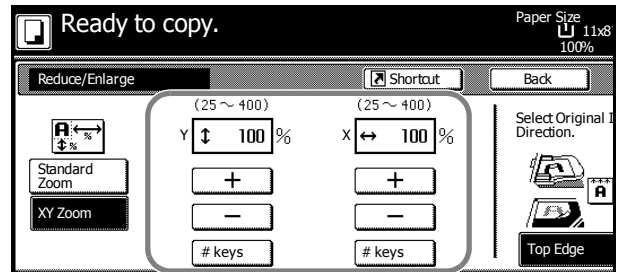 Ready to copy.
Paper Size
11x8
100%
Reduce/Enlarge
Shortcut
Back
(25～400)
(25～400)
Y 100 %
X 100 %
Select Original
Direction.
A
%
%
Standard
Zoom
XY Zoom
+
+
A
A
−
−
# keys
# keys
Top Edge